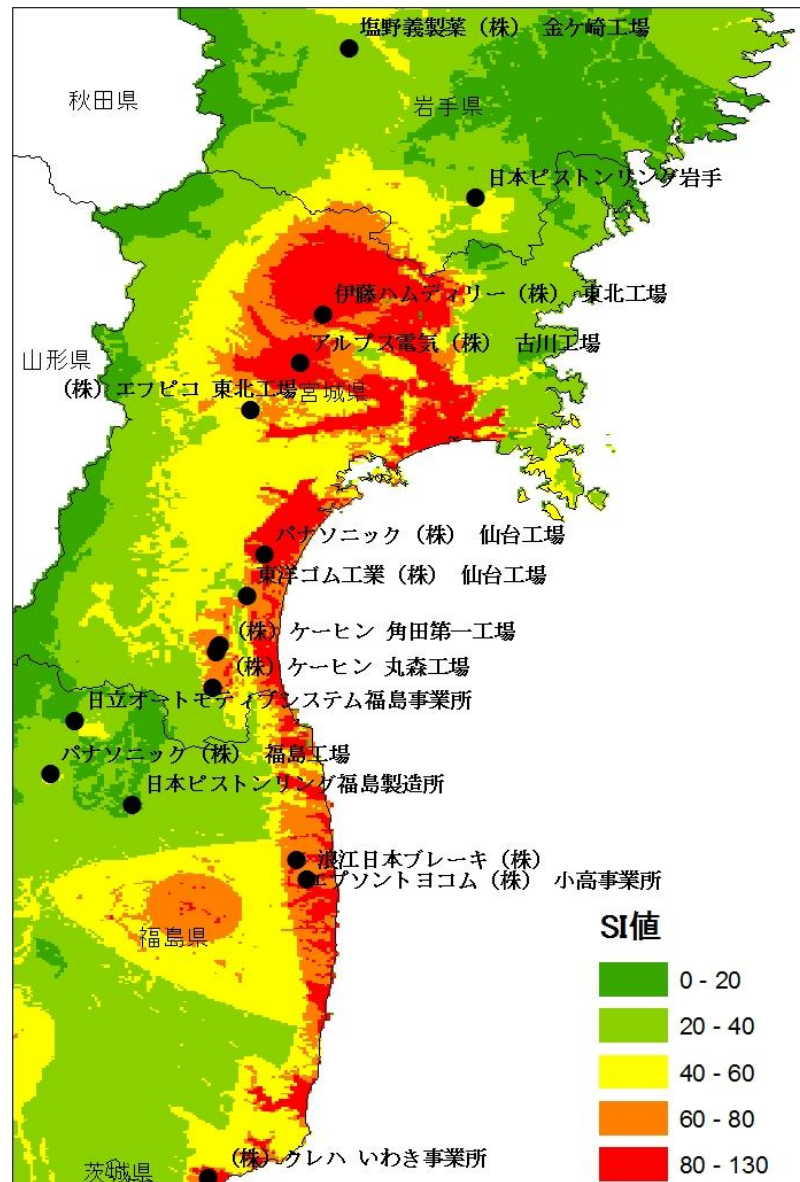 塩野義製薬（株） 金ケ崎工場
秋田県
岩手県
日本ピストンリング岩手
伊藤ハムディリー（株） 東北工場
アルプス電気（株） 古川工場
山形県
（株）エフピコ 東北工場
宮城県
パナソニック（株） 仙台工場
東洋ゴム工業（株） 仙台工場
（株）ケーヒン 角田第一工場
（株）ケーヒン 丸森工場
日立オートモティブシステム福島事業所
パナソニック（株） 福島工場
日本ピストンリング福島製造所
浪江日本ブレーキ（株）
エプソントヨコム（株） 小高事業所
福島県
SI値
0 - 20
20 - 40
40 - 60
60 - 80
80 - 130
（株）クレハ いわき事業所
茨城県